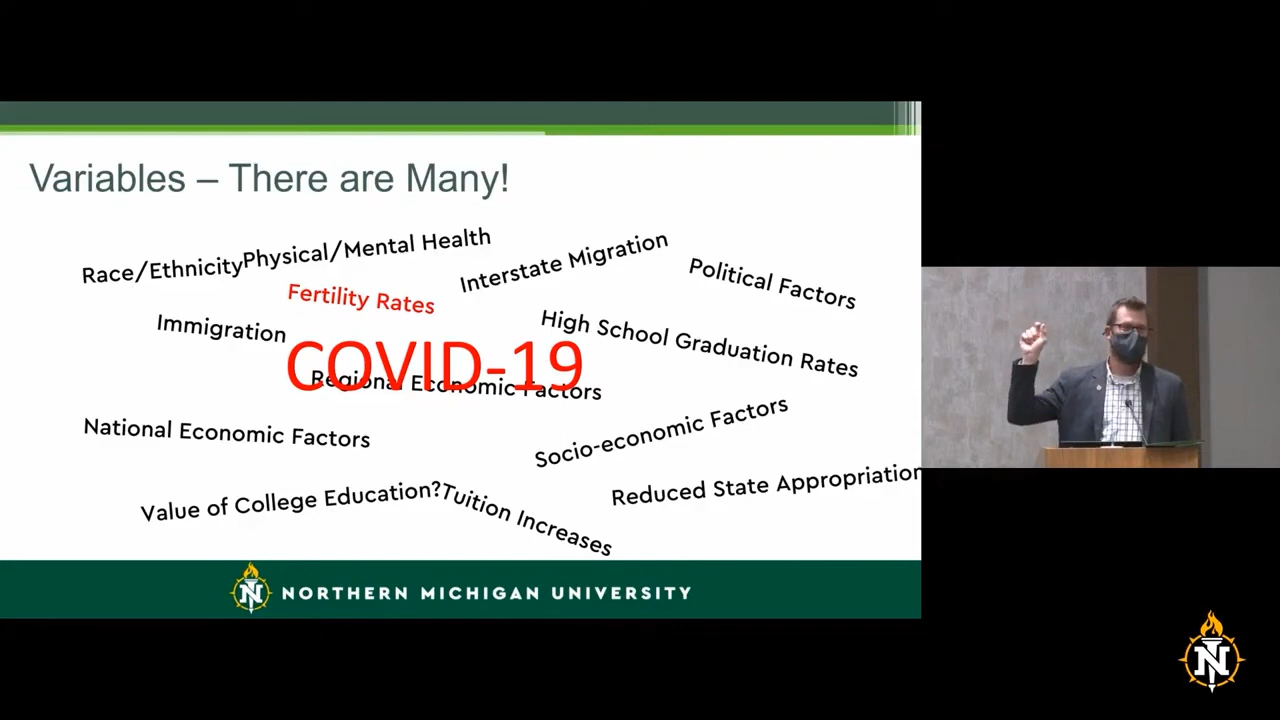 Variables – There are Many!
Race/Ethnicity
Physical/Mental Health
Interstate Migration
Political Factors
Fertility Rates
Immigration
High School Graduation Rates
COVID-19
Regional Economic Factors
National Economic Factors
Socio-economic Factors
Value of College Education?
Tuition Increases
Reduced State Appropriation
N NORTHERN MICHIGAN UNIVERSITY
N